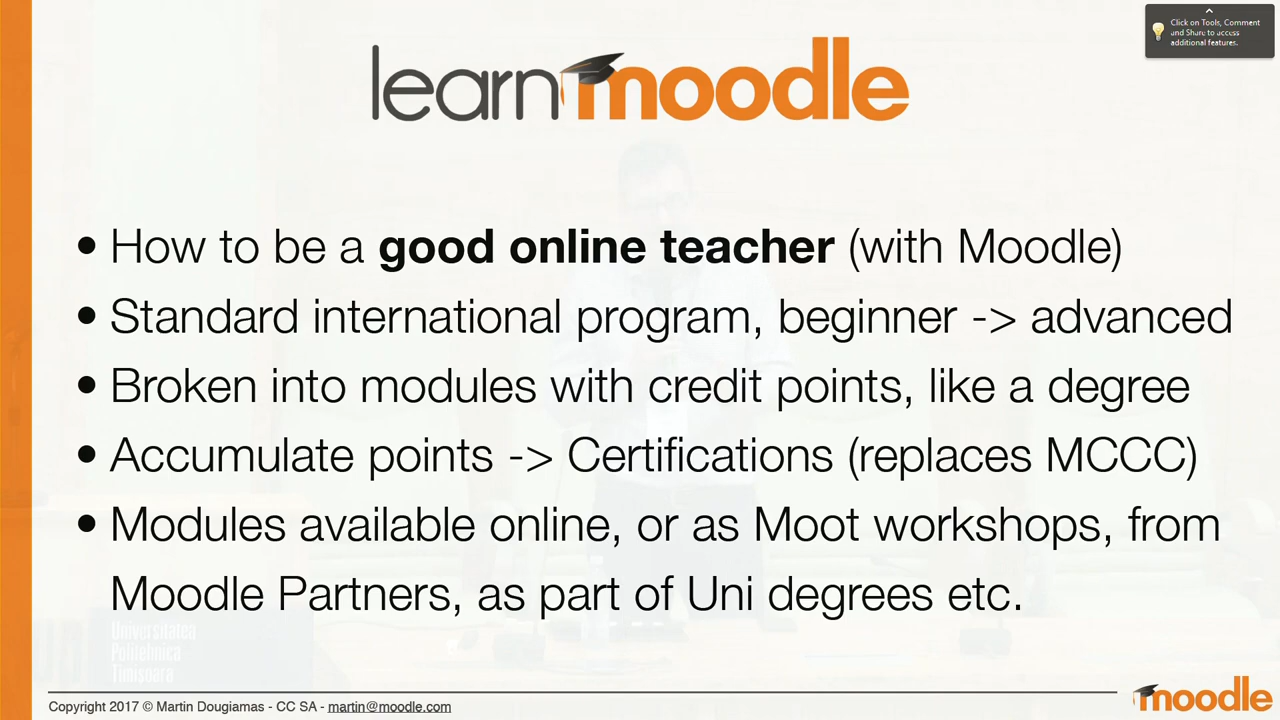 Click on Tools, Comment
and Share to access
additional features.
learnmoodle
• How to be a good online teacher (with Moodle)
• Standard international program, beginner -> advanced
• Broken into modules with credit points, like a degree
• Accumulate points -> Certifications (replaces MCCC)
• Modules available online, or as Moot workshops, from
Moodle Partners, as part of Uni degrees etc.
Universitatea
Politehnica
Timisoara
Copyright 2017 © Martin Dougiamas - CC SA - martin@moodle.com
moodle